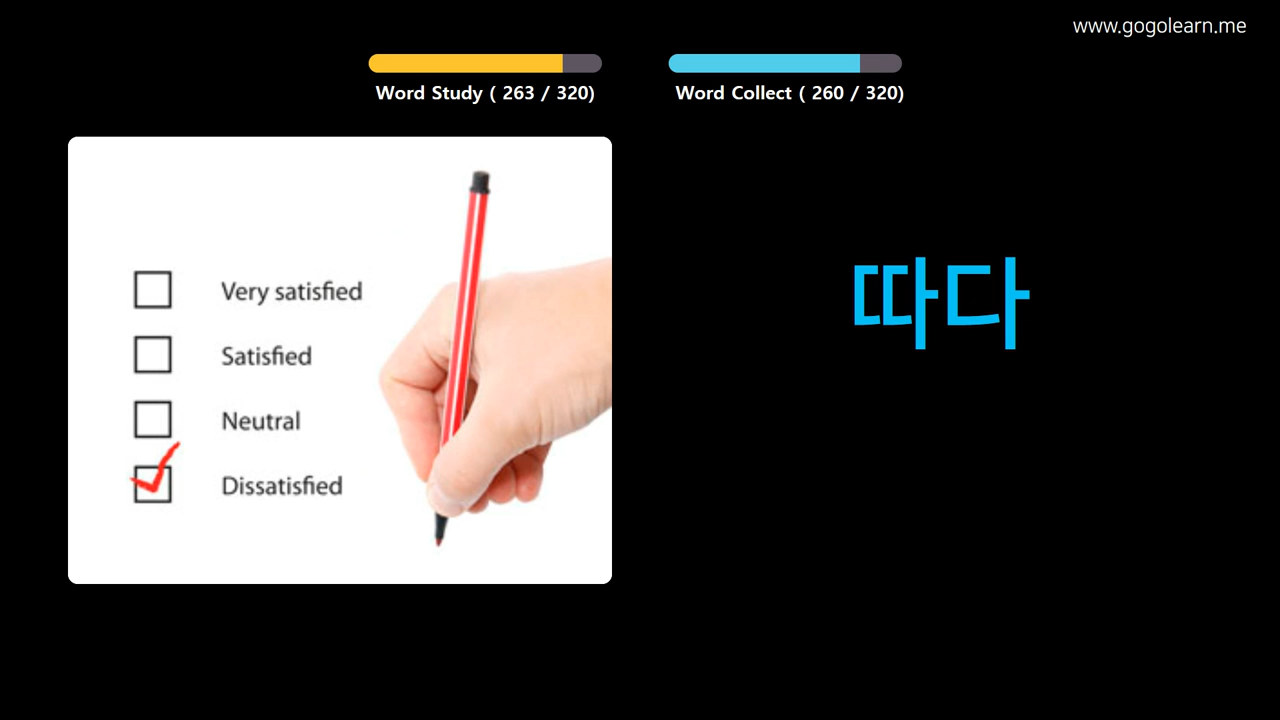 www.gogolearn.me
Word Study ( 263 / 320)
Word Collect ( 260 / 320)
Very satisfied
Satisfied
Neutral
Dissatisfied
따다